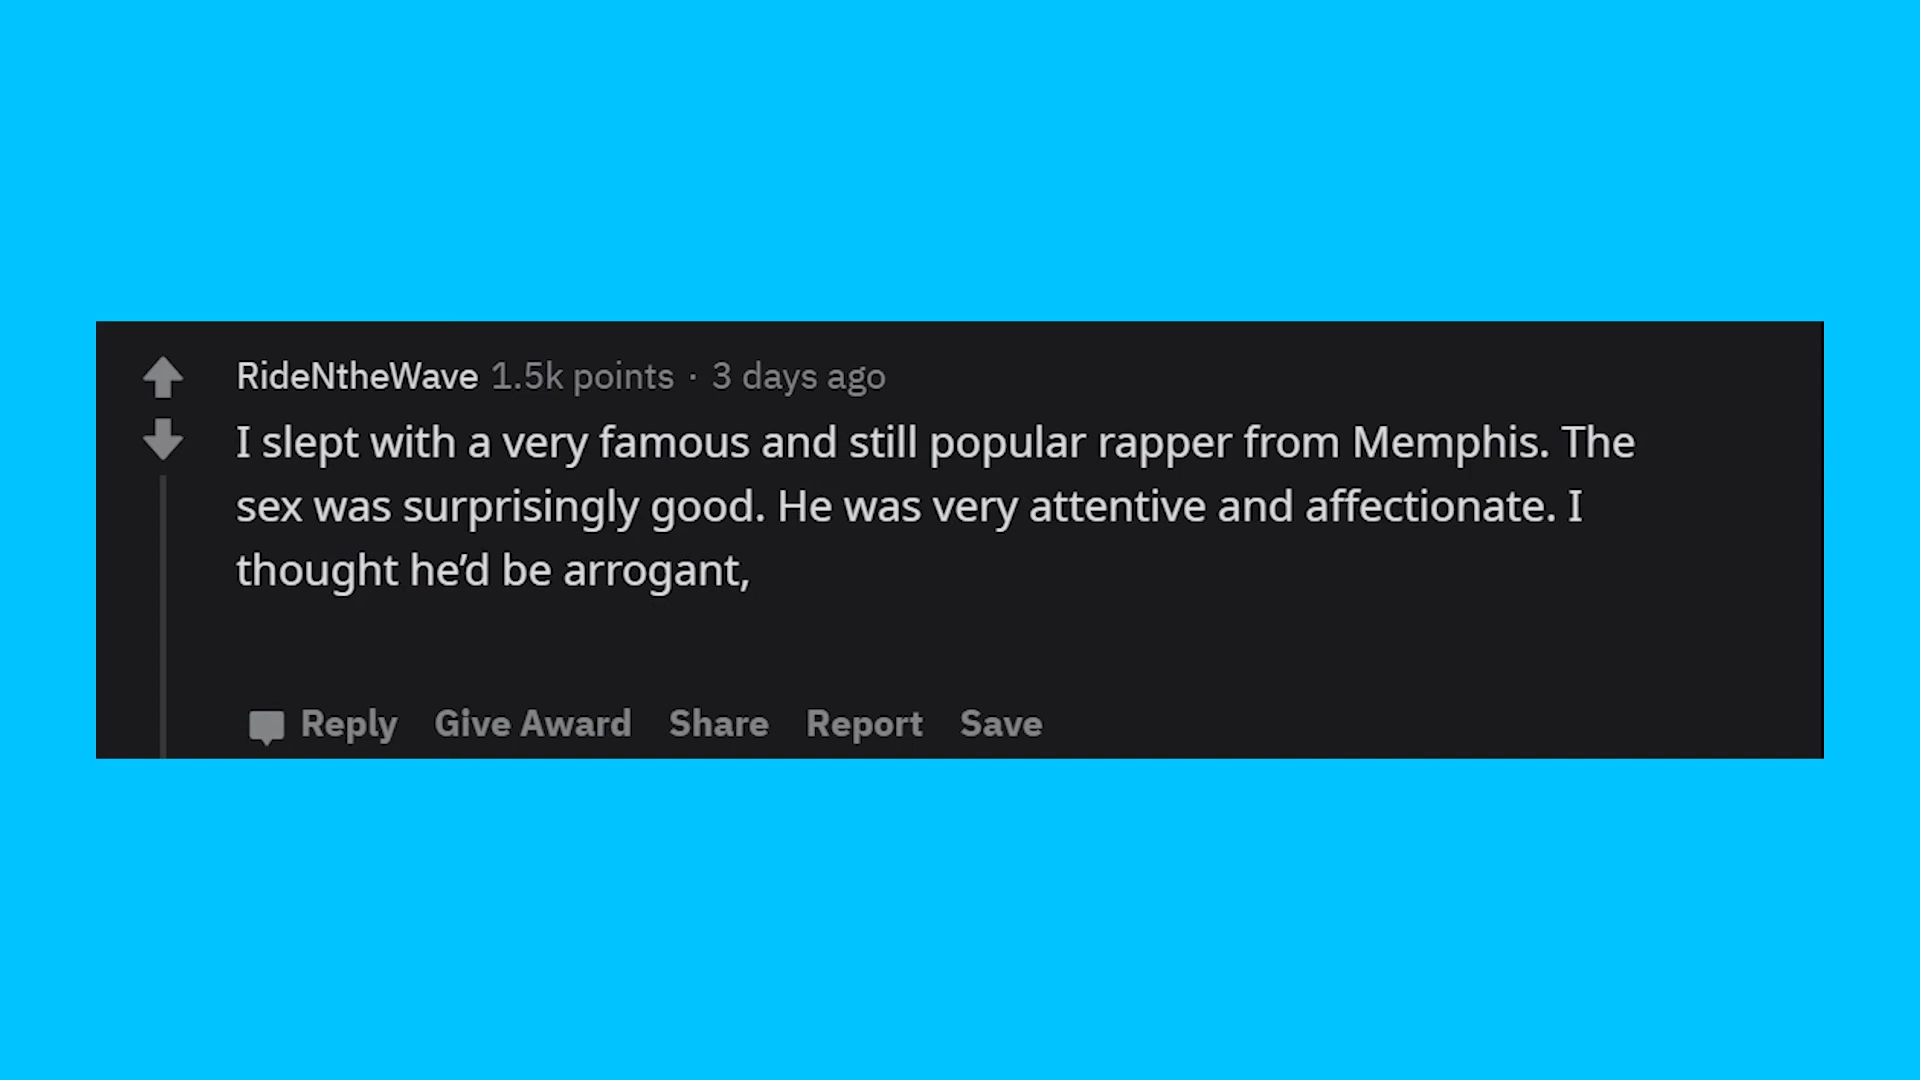 RideNtheWave 1.5k points · 3 days ago
I slept with a very famous and still popular rapper from Memphis. The
sex was surprisingly good. He was very attentive and affectionate. I
thought he’d be arrogant,
Reply Give Award Share Report Save